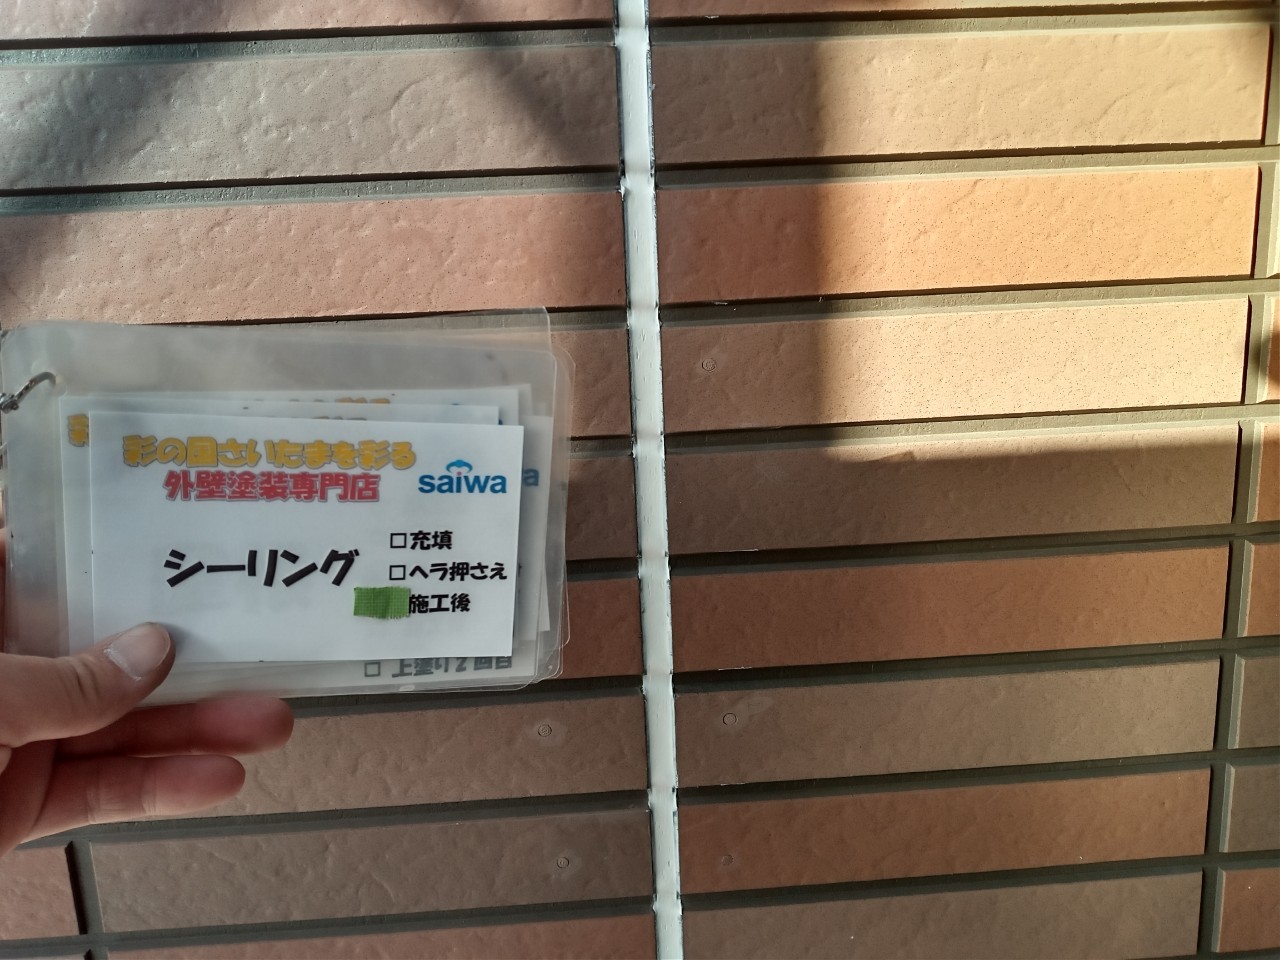 彩の国さいたまを彩る
外壁塗装専門店
saiwa
シーリング
□充填
□ヘラ押さえ
施工後
□ 上塗り2回目